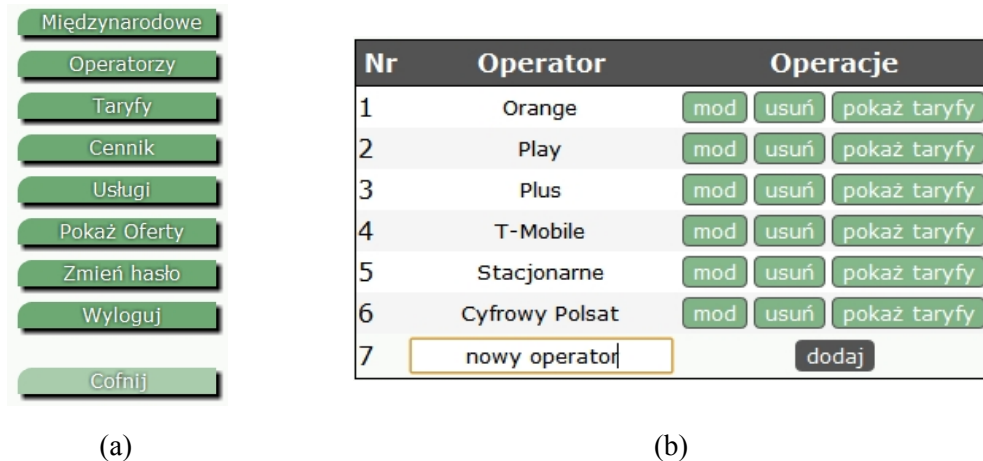 Międzynarodowe
Operatorzy
Taryfy
Cennik
Usługi
Pokaż Oferty
Zmień hasło
Wyloguj
Cofnij
(a)
Nr Operator Operacje
1 Orange mod usuń pokaż taryfy
2 Play mod usuń pokaż taryfy
3 Plus mod usuń pokaż taryfy
4 T-Mobile mod usuń pokaż taryfy
5 Stacjonarne mod usuń pokaż taryfy
6 Cyfrowy Polsat mod usuń pokaż taryfy
7 nowy operator dodaj
(b)